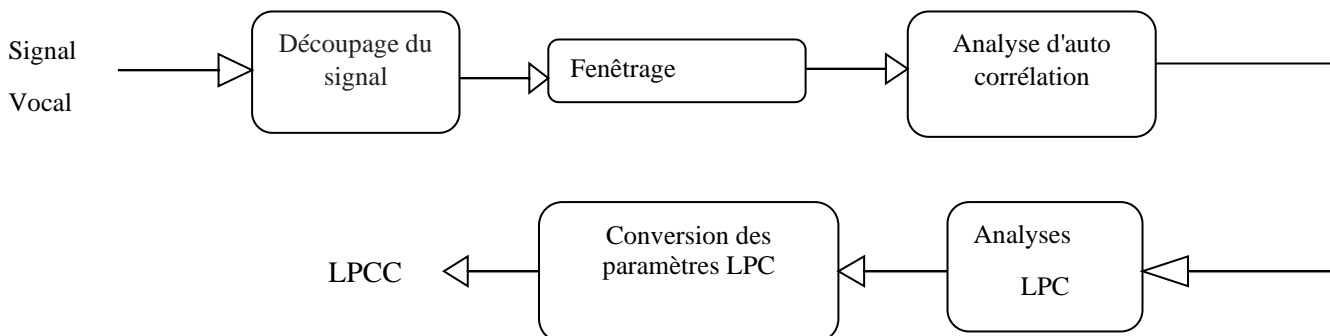 Signal
Vocal
Découpage du
signal
Fenêtrage
Analyse d'auto
corrélation
Analyses
LPC
Conversion des
paramètres LPC
LPCC